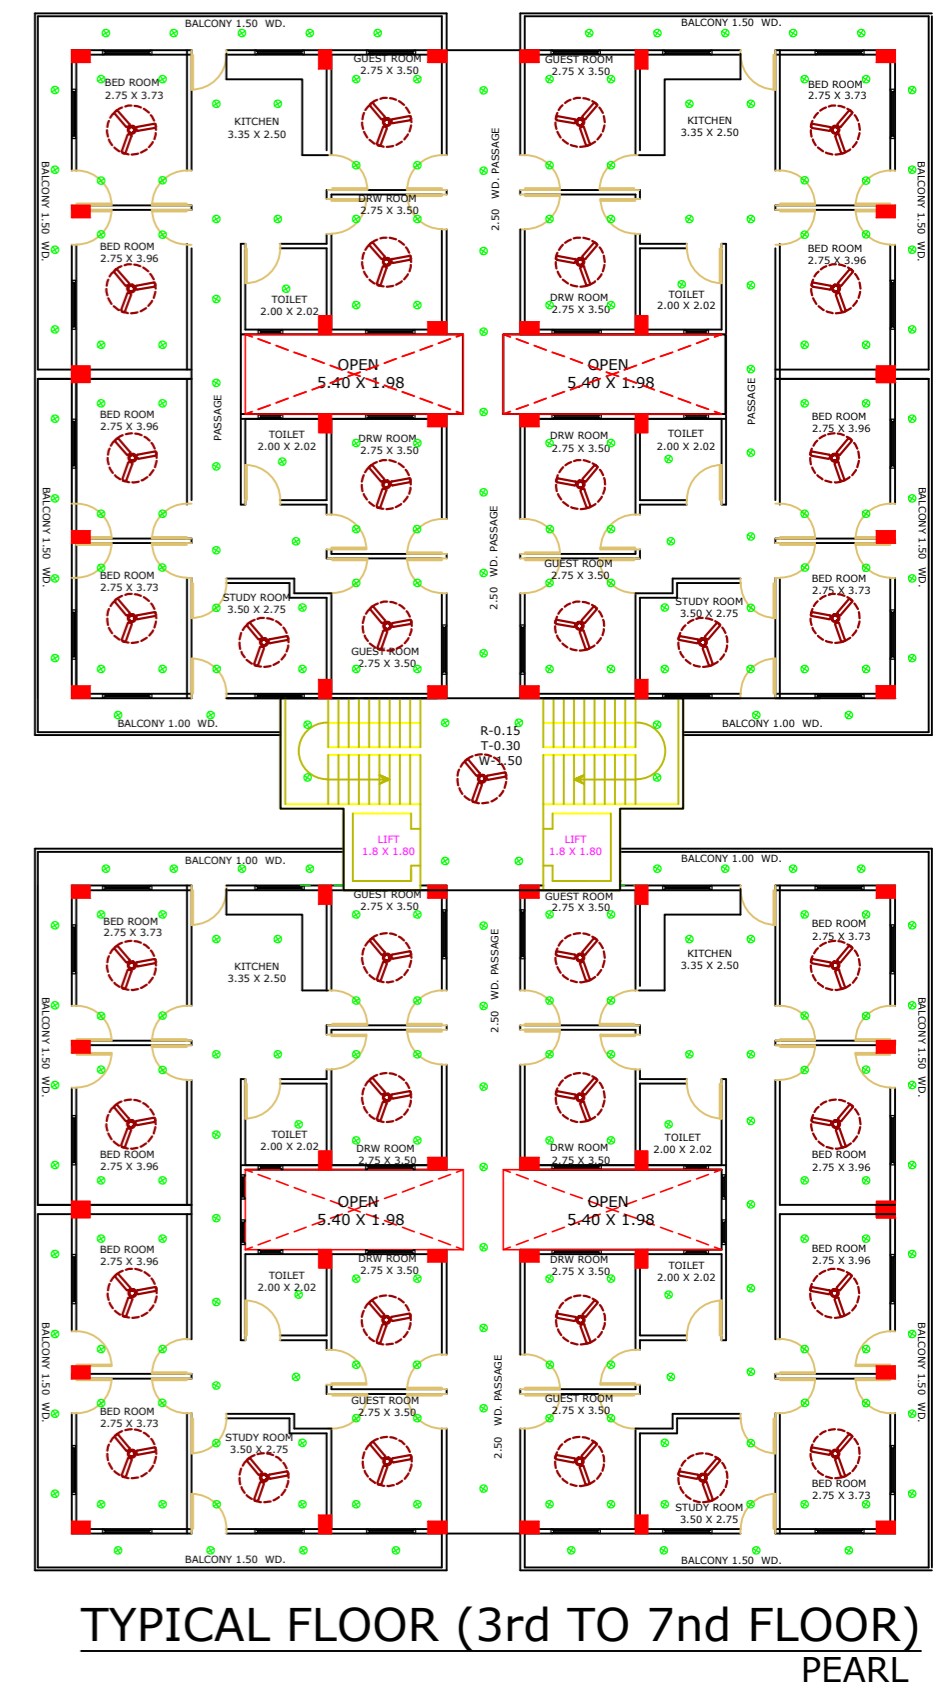 BALCONY 1.50 WD.
BALCONY 1.50 WD.
GUEST ROOM
2.75 X 3.50
GUEST ROOM
2.75 X 3.50
BED ROOM
2.75 X 3.73
BED ROOM
2.75 X 3.73
KITCHEN
3.35 X 2.50
KITCHEN
3.35 X 2.50
2.50 WD. PASSAGE
BALCONY 1.50 WD.
BALCONY 1.50 WD.
DRW ROOM
2.75 X 3.50
BED ROOM
2.75 X 3.96
BED ROOM
2.75 X 3.96
TOILET
2.00 X 2.02
DRW ROOM
2.75 X 3.50
TOILET
2.00 X 2.02
OPEN
5.40 X 1.98
OPEN
5.40 X 1.98
PASSAGE
PASSAGE
BED ROOM
2.75 X 3.96
BED ROOM
2.75 X 3.96
TOILET
2.00 X 2.02
DRW ROOM
2.75 X 3.50
DRW ROOM
2.75 X 3.50
TOILET
2.00 X 2.02
BALCONY 1.50 WD.
BALCONY 1.50 WD.
2.50 WD. PASSAGE
BED ROOM
2.75 X 3.73
GUEST ROOM
2.75 X 3.50
BED ROOM
2.75 X 3.73
STUDY ROOM
3.50 X 2.75
STUDY ROOM
3.50 X 2.75
GUEST ROOM
2.75 X 3.50
BALCONY 1.00 WD.
BALCONY 1.00 WD.
R-0.15
T-0.30
W-1.50
LIFT
1.8 X 1.80
LIFT
1.8 X 1.80
BALCONY 1.00 WD.
BALCONY 1.00 WD.
GUEST ROOM
2.75 X 3.50
GUEST ROOM
2.75 X 3.50
BED ROOM
2.75 X 3.73
BED ROOM
2.75 X 3.73
KITCHEN
3.35 X 2.50
KITCHEN
3.35 X 2.50
2.50 WD. PASSAGE
BALCONY 1.50 WD.
BALCONY 1.50 WD.
TOILET
2.00 X 2.02
DRW ROOM
2.75 X 3.50
DRW ROOM
2.75 X 3.50
TOILET
2.00 X 2.02
BED ROOM
2.75 X 3.96
BED ROOM
2.75 X 3.96
OPEN
5.40 X 1.98
OPEN
5.40 X 1.98
BED ROOM
2.75 X 3.96
BED ROOM
2.75 X 3.96
DRW ROOM
2.75 X 3.50
DRW ROOM
2.75 X 3.50
TOILET
2.00 X 2.02
TOILET
2.00 X 2.02
BALCONY 1.50 WD.
BALCONY 1.50 WD.
2.50 WD. PASSAGE
BED ROOM
2.75 X 3.73
GUEST ROOM
2.75 X 3.50
GUEST ROOM
2.75 X 3.50
STUDY ROOM
3.50 X 2.75
BED ROOM
2.75 X 3.73
STUDY ROOM
3.50 X 2.75
BALCONY 1.50 WD.
BALCONY 1.50 WD.
TYPICAL FLOOR (3rd TO 7nd FLOOR)
PEARL